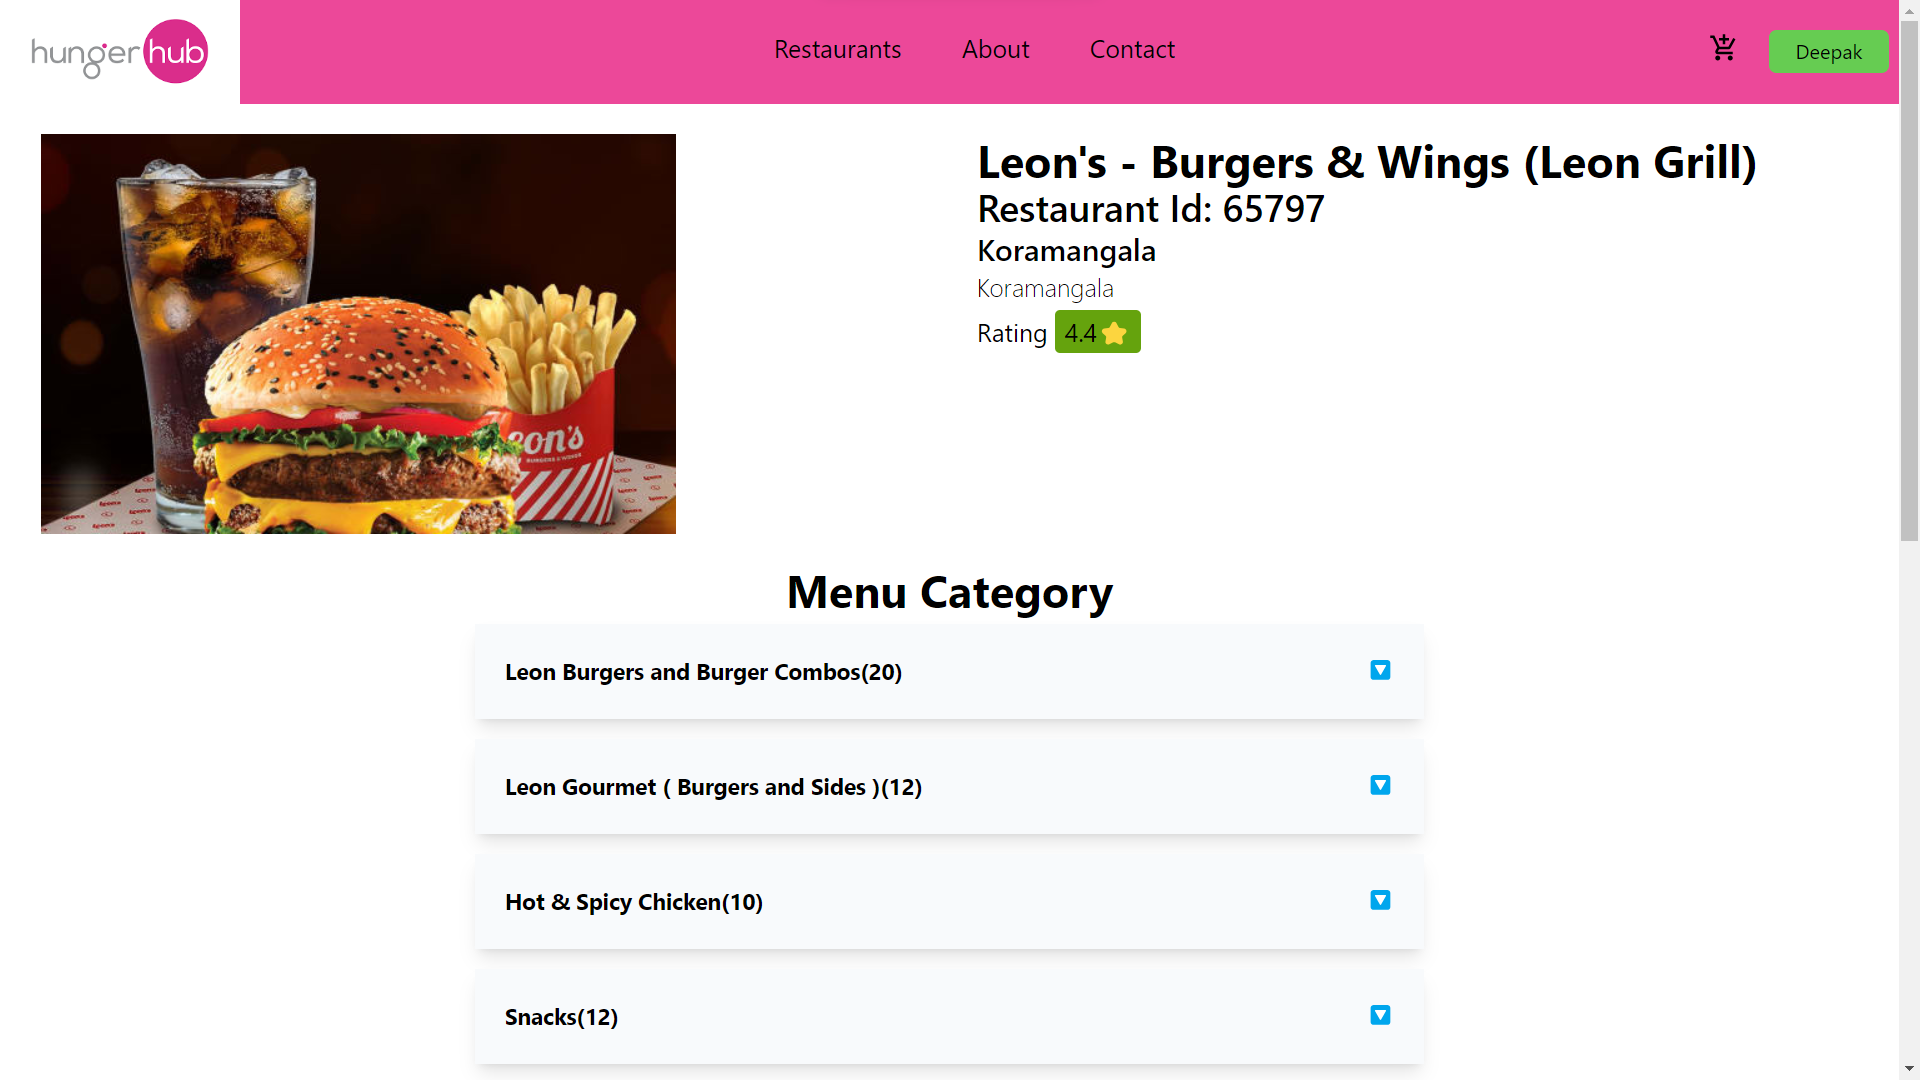 hungerhub
Restaurants
About
Contact
Deepak
Leon's - Burgers & Wings (Leon Grill)
Restaurant Id: 65797
Koramangala
Koramangala
Rating 4.4
eon's
BURGERS & WINGS
Menu Category
Leon Burgers and Burger Combos(20)
Leon Gourmet ( Burgers and Sides )(12)
Hot & Spicy Chicken(10)
Snacks(12)